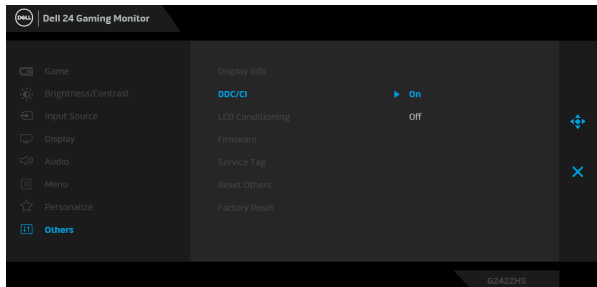 DELL Dell 24 Gaming Monitor
Game
Brightness/Contrast
Input Source
Display
Audio
Menu
Personalize
Others
Display Info
DDC/CI On
LCD Conditioning Off
Firmware
Service Tag
Reset Others
Factory Reset
G2422HS